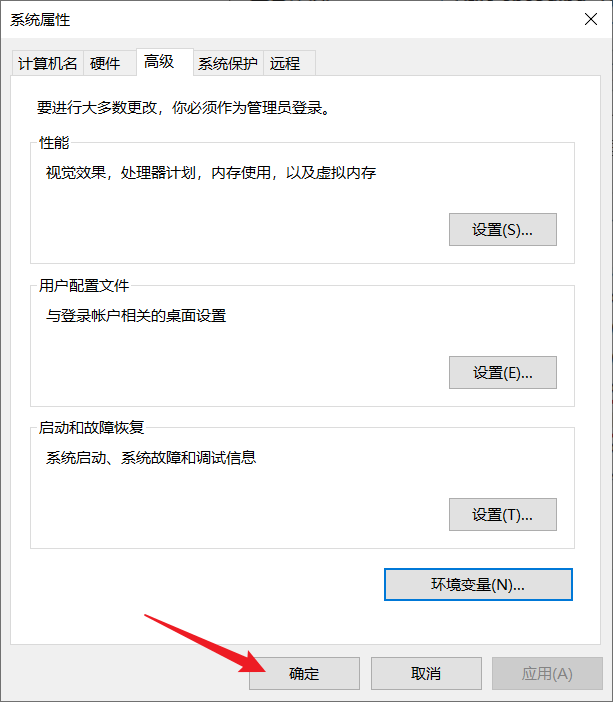 系统属性
计算机名 硬件 高级 系统保护 远程
要进行大多数更改，你必须作为管理员登录。
性能
视觉效果，处理器计划，内存使用，以及虚拟内存
设置(S)...
用户配置文件
与登录帐户相关的桌面设置
设置(E)...
启动和故障恢复
系统启动、系统故障和调试信息
设置(T)...
环境变量(N)...
确定 取消 应用(A)